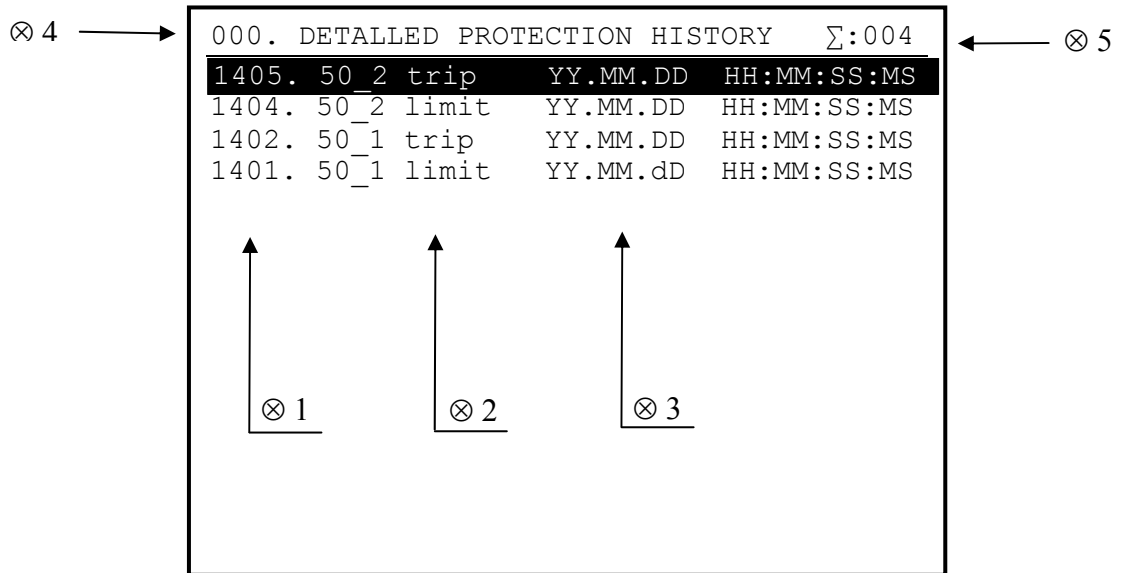 ⊗ 4
000. DETALLED PROTECTION HISTORY ∑:004
⊗ 5
1405. 50_2 trip YY.MM.DD HH:MM:SS:MS
1404. 50_2 limit YY.MM.DD HH:MM:SS:MS
1402. 50_1 trip YY.MM.DD HH:MM:SS:MS
1401. 50_1 limit YY.MM.dD HH:MM:SS:MS
⊗ 1
⊗ 2
⊗ 3